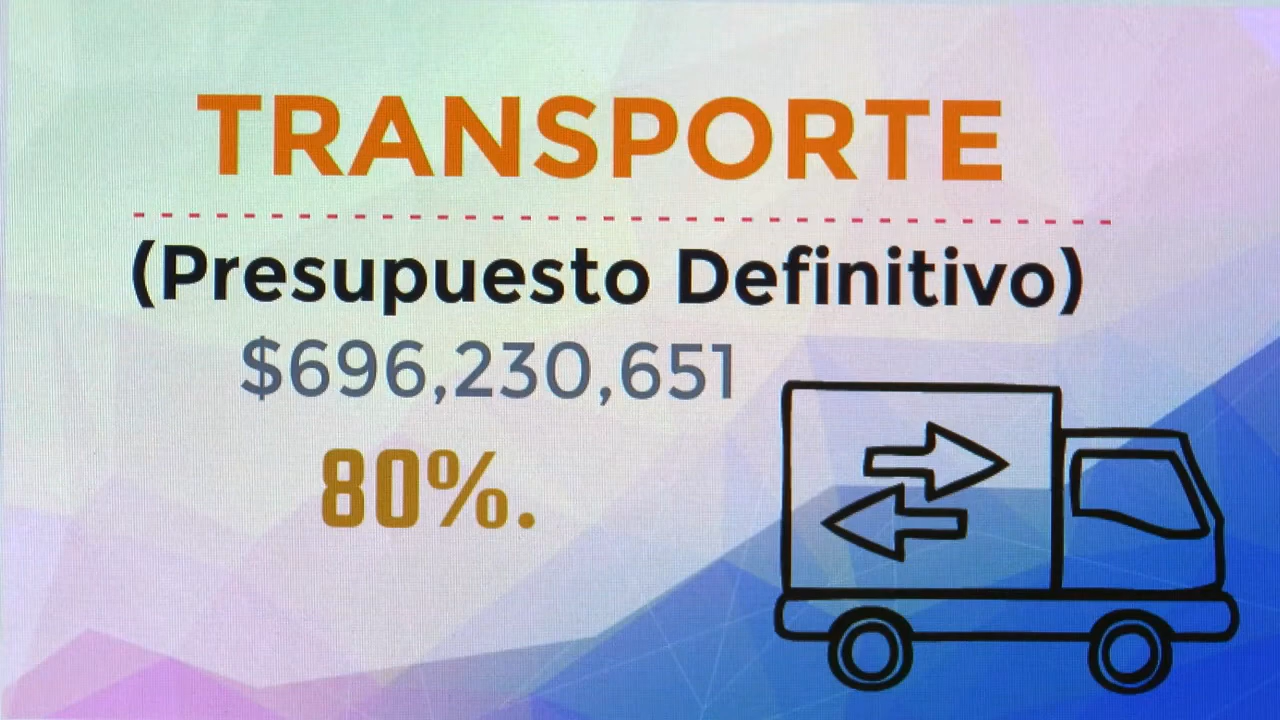 TRANSPORTE
(Presupuesto Definitivo)
$696,230,651
80%.